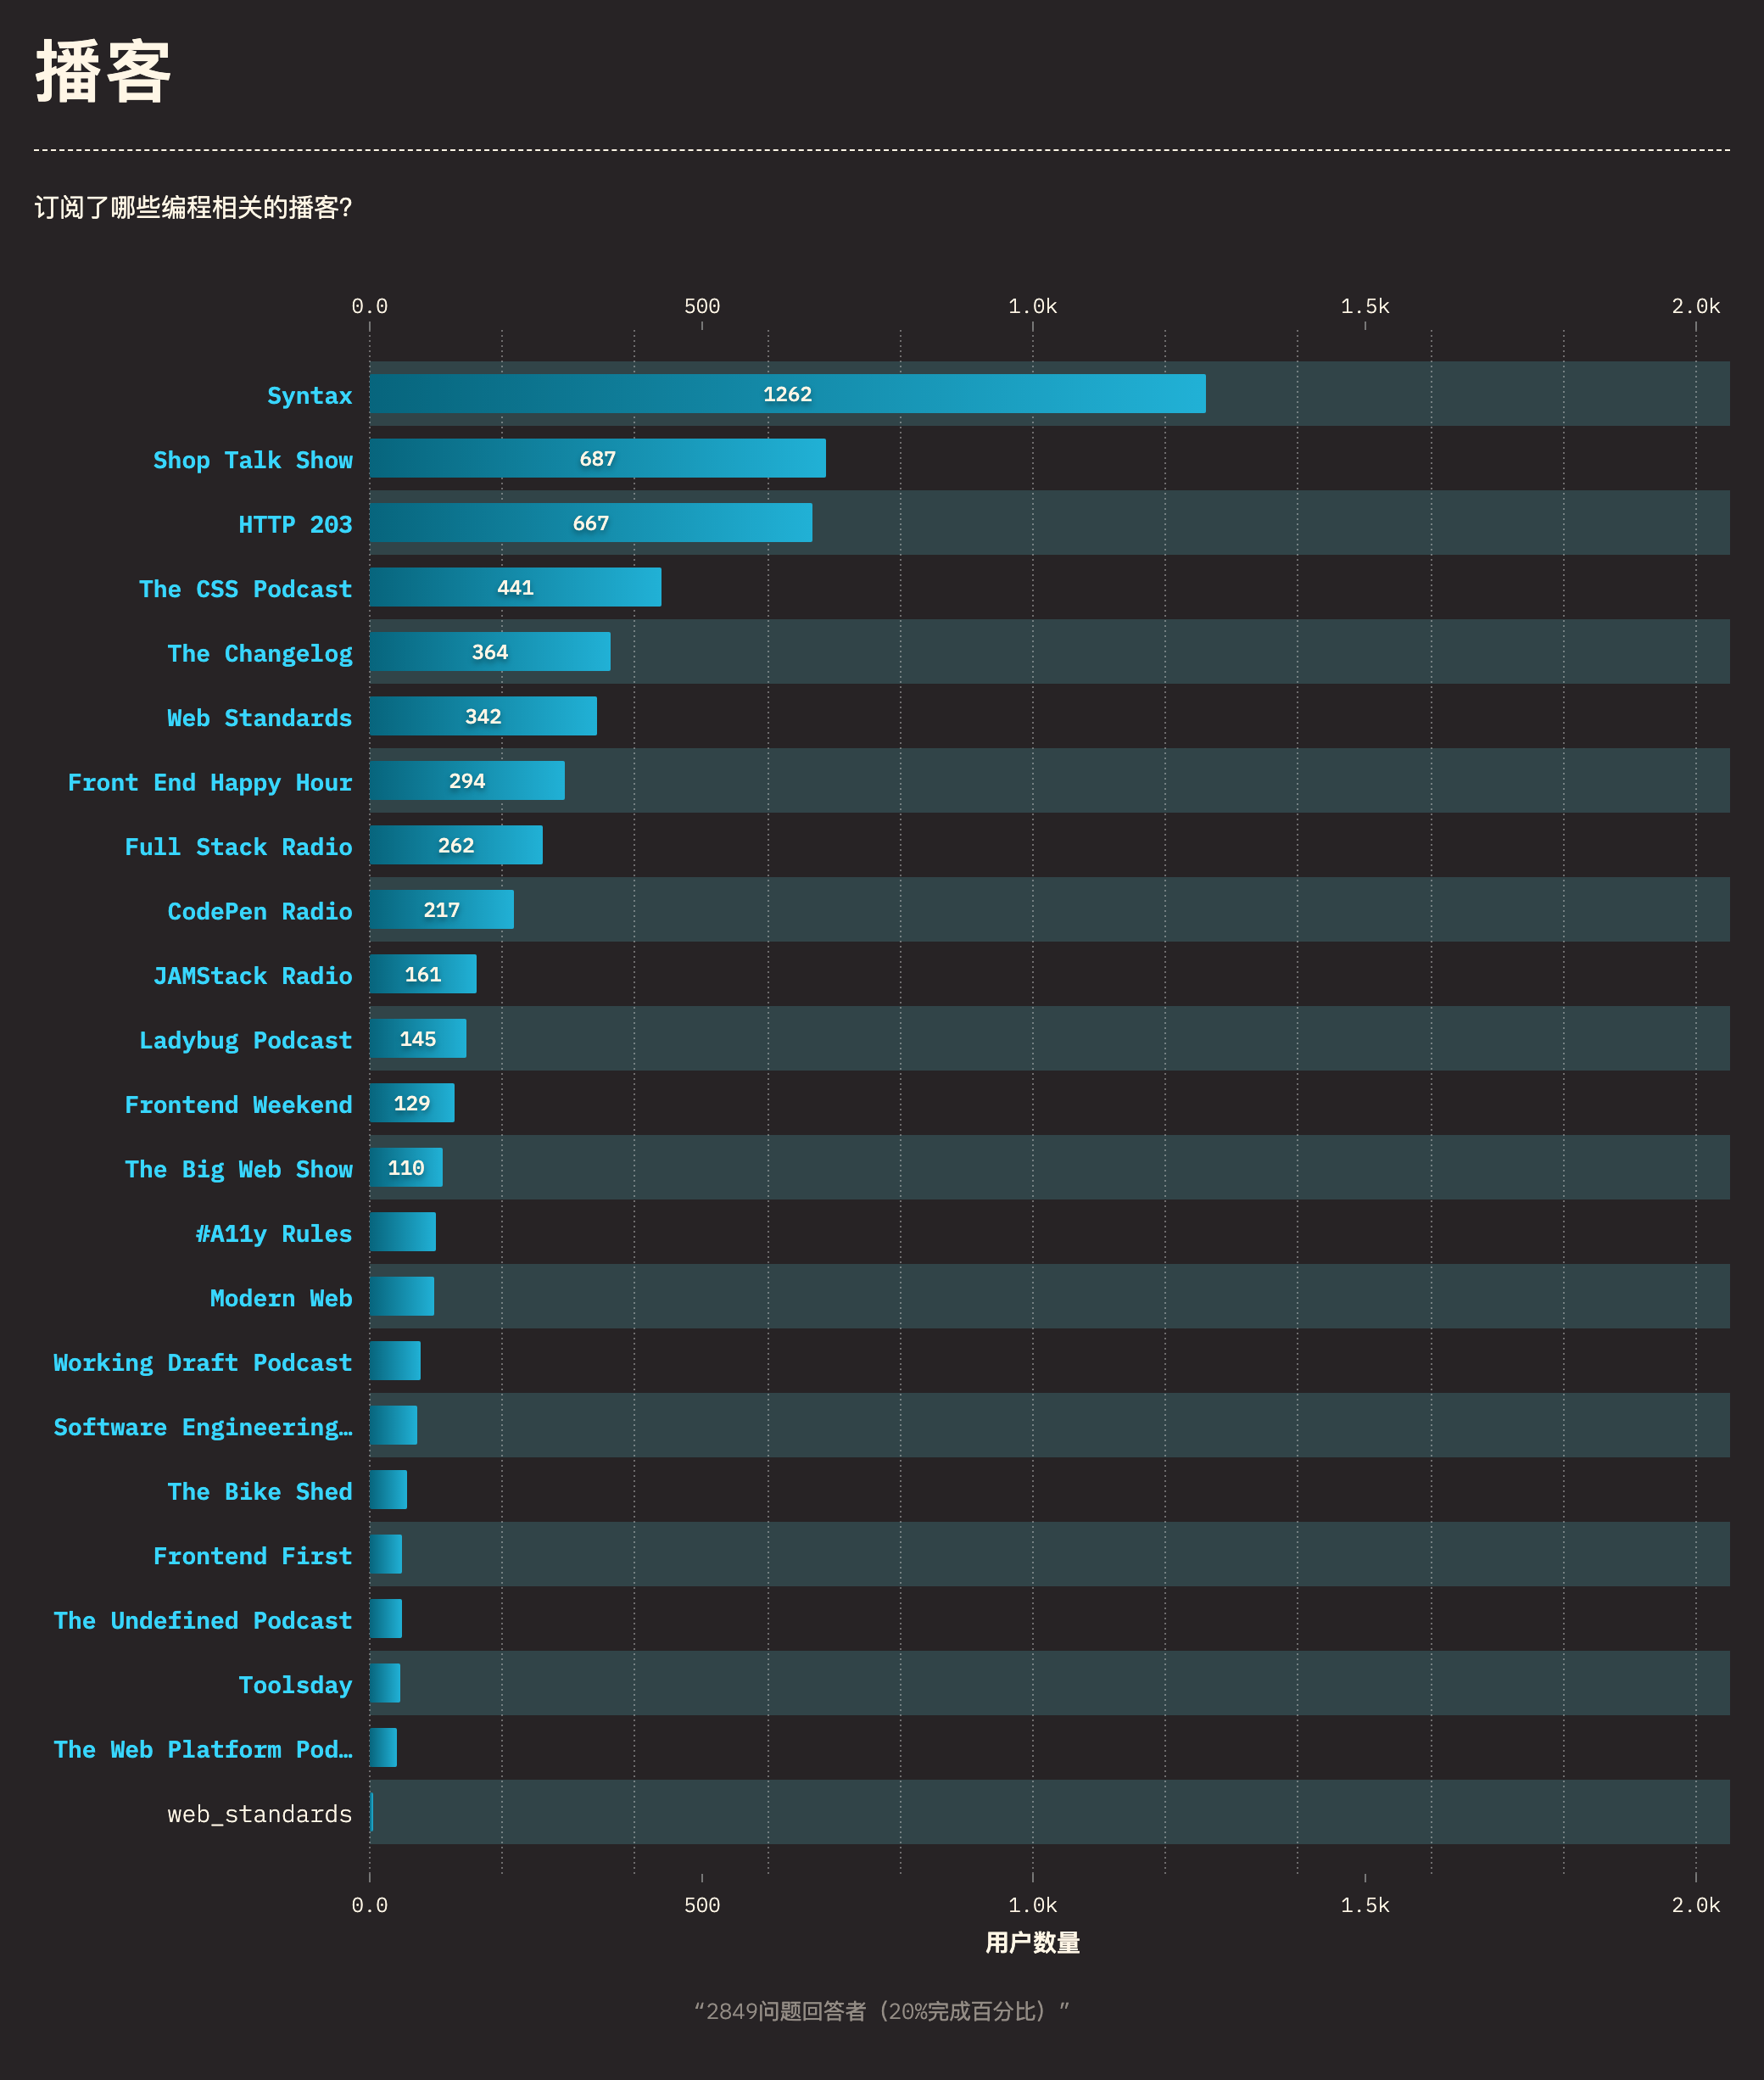 播客
订阅了哪些编程相关的播客?
0.0 500 1.0k 1.5k 2.0k
Syntax 1262
Shop Talk Show 687
HTTP 203 667
The CSS Podcast 441
The Changelog 364
Web Standards 342
Front End Happy Hour 294
Full Stack Radio 262
CodePen Radio 217
JAMStack Radio 161
Ladybug Podcast 145
Frontend Weekend 129
The Big Web Show 110
#A11y Rules
Modern Web
Working Draft Podcast
Software Engineering…
The Bike Shed
Frontend First
The Undefined Podcast
Toolsday
The Web Platform Pod…
web_standards
0.0 500 1.0k 1.5k 2.0k
用户数量
“2849问题回答者（20%完成百分比）”